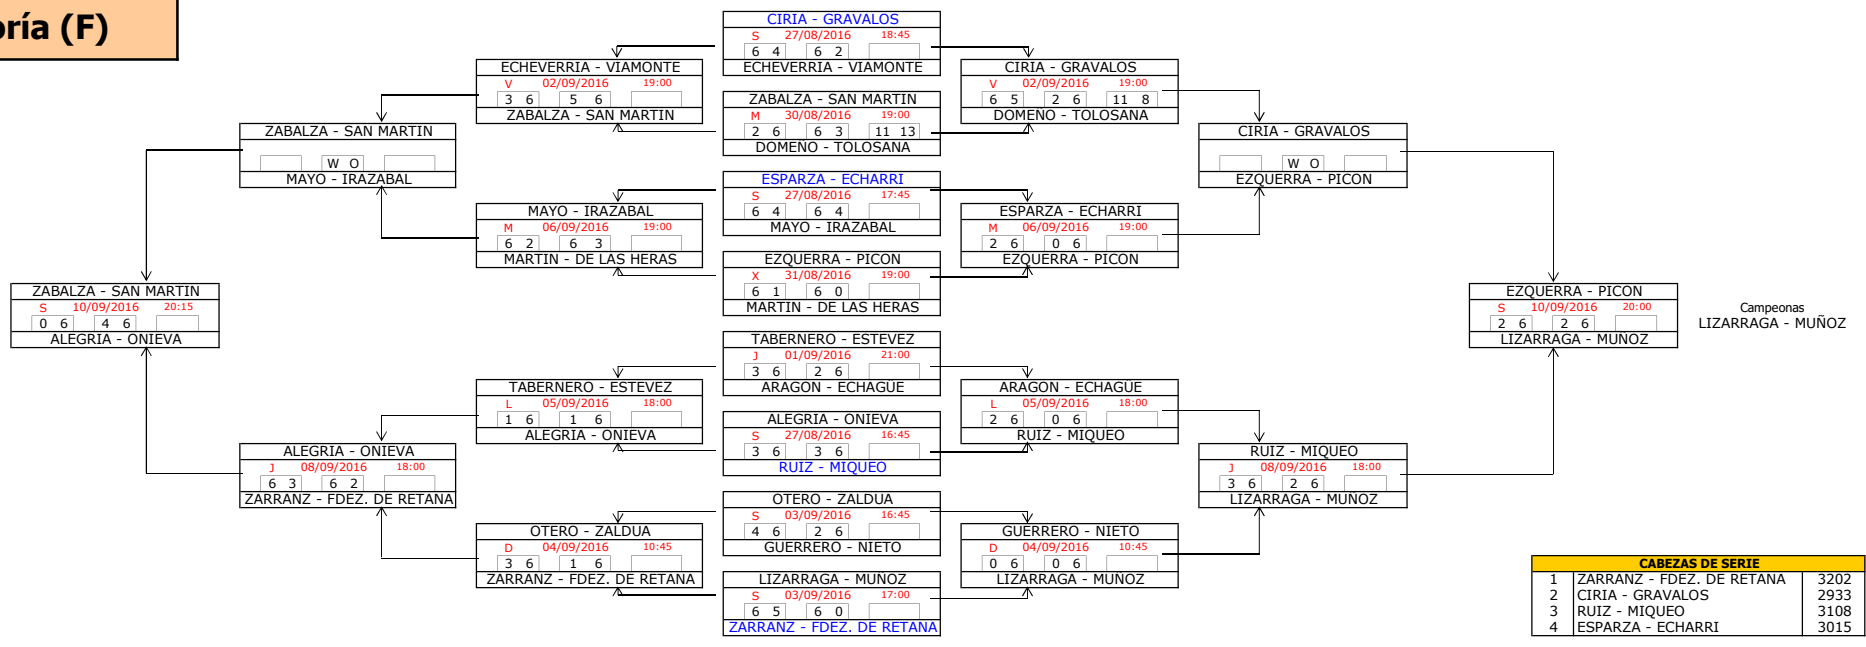 oría (F)
ZABALZA - SAN MARTIN
S 10/09/2016 20:15
0 6 4 6
ALEGRIA - ONIEVA
ZABALZA - SAN MARTIN
W O
MAYO - IRAZABAL
ALEGRIA - ONIEVA
J 08/09/2016 18:00
6 3 6 2
ZARRANZ - FDEZ. DE RETANA
ECHEVERRIA - VIAMONTE
V 02/09/2016 19:00
3 6 5 6
ZABALZA - SAN MARTIN
MAYO - IRAZABAL
M 06/09/2016 19:00
6 2 6 3
MARTIN - DE LAS HERAS
TABERNERO - ESTEVEZ
L 05/09/2016 18:00
1 6 1 6
ALEGRIA - ONIEVA
OTERO - ZALDUA
D 04/09/2016 10:45
3 6 1 6
ZARRANZ - FDEZ. DE RETANA
CIRIA - GRAVALOS
S 27/08/2016 18:45
6 4 6 2
ECHEVERRIA - VIAMONTE
ZABALZA - SAN MARTIN
M 30/08/2016 19:00
2 6 6 3 11 13
DOMEÑO - TOLOSANA
ESPARZA - ECHARRI
S 27/08/2016 17:45
6 4 6 4
MAYO - IRAZABAL
EZQUERRA - PICON
X 31/08/2016 19:00
6 1 6 0
MARTIN - DE LAS HERAS
TABERNERO - ESTEVEZ
J 01/09/2016 21:00
3 6 2 6
ARAGON - ECHAGÜE
ALEGRIA - ONIEVA
S 27/08/2016 16:45
3 6 3 6
RUIZ - MIQUEO
OTERO - ZALDUA
S 03/09/2016 16:45
4 6 2 6
GUERRERO - NIETO
LIZARRAGA - MUÑOZ
S 03/09/2016 17:00
6 5 6 0
ZARRANZ - FDEZ. DE RETANA
CIRIA - GRAVALOS
V 02/09/2016 19:00
6 5 2 6 11 8
DOMEÑO - TOLOSANA
ESPARZA - ECHARRI
M 06/09/2016 19:00
2 6 0 6
EZQUERRA - PICON
ARAGON - ECHAGÜE
L 05/09/2016 18:00
2 6 0 6
RUIZ - MIQUEO
GUERRERO - NIETO
D 04/09/2016 10:45
0 6 0 6
LIZARRAGA - MUÑOZ
CIRIA - GRAVALOS
W O
EZQUERRA - PICON
RUIZ - MIQUEO
J 08/09/2016 18:00
3 6 2 6
LIZARRAGA - MUÑOZ
EZQUERRA - PICON
S 10/09/2016 20:00
2 6 2 6
LIZARRAGA - MUÑOZ
Campeonas
LIZARRAGA - MUÑOZ
CABEZAS DE SERIE
1 ZARRANZ - FDEZ. DE RETANA 3202
2 CIRIA - GRAVALOS 2933
3 RUIZ - MIQUEO 3108
4 ESPARZA - ECHARRI 3015